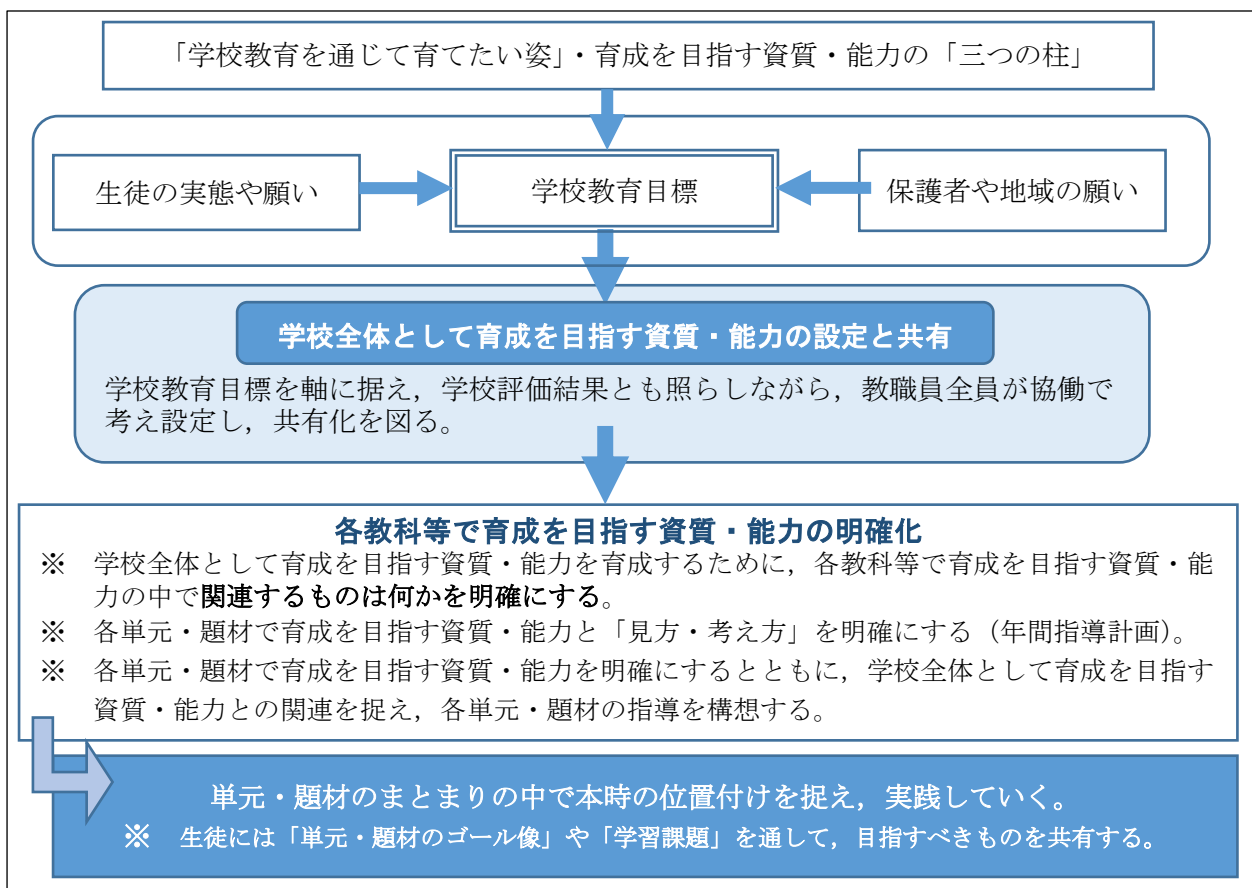 「学校教育を通じて育てたい姿」・育成を目指す資質・能力の「三つの柱」
生徒の実態や願い
学校教育目標
保護者や地域の願い
学校全体として育成を目指す資質・能力の設定と共有
学校教育目標を軸に据え，学校評価結果とも照らしながら，教職員全員が協働で
考え設定し，共有化を図る。
各教科等で育成を目指す資質・能力の明確化
※　学校全体として育成を目指す資質・能力を育成するために，各教科等で育成を目指す資質・能
力の中で関連するものは何かを明確にする。
※　各単元・題材で育成を目指す資質・能力と「見方・考え方」を明確にする（年間指導計画）。
※　各単元・題材で育成を目指す資質・能力を明確にするとともに，学校全体として育成を目指す
資質・能力との関連を捉え，各単元・題材の指導を構想する。
単元・題材のまとまりの中で本時の位置付けを捉え，実践していく。
※　生徒には「単元・題材のゴール像」や「学習課題」を通して，目指すべきものを共有する。